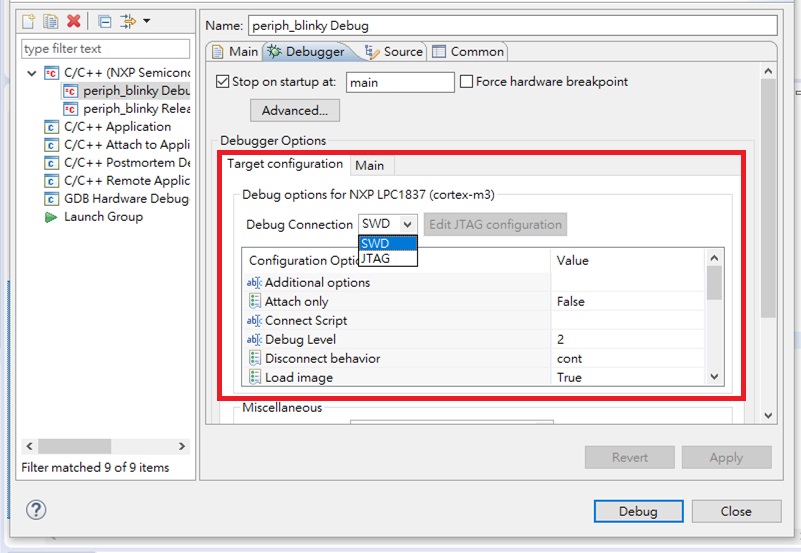 Name: periph_blinky Debug
type filter text
C/C++ (NXP Semicond
periph_blinky Debu
periph_blinky Relea
C/C++ Application
C/C++ Attach to Appli
C/C++ Postmortem De
C/C++ Remote Applic
GDB Hardware Debug
Launch Group
Filter matched 9 of 9 items
Main Debugger Source Common
Stop on startup at: main Force hardware breakpoint
Advanced...
Debugger Options
Target configuration Main
Debug options for NXP LPC1837 (cortex-m3)
Debug Connection SWD Edit JTAG configuration
SWD
JTAG
Configuration Optio Value
Additional options
Attach only False
Connect Script
Debug Level 2
Disconnect behavior cont
Load image True
Miscellaneous
Revert Apply
Debug Close